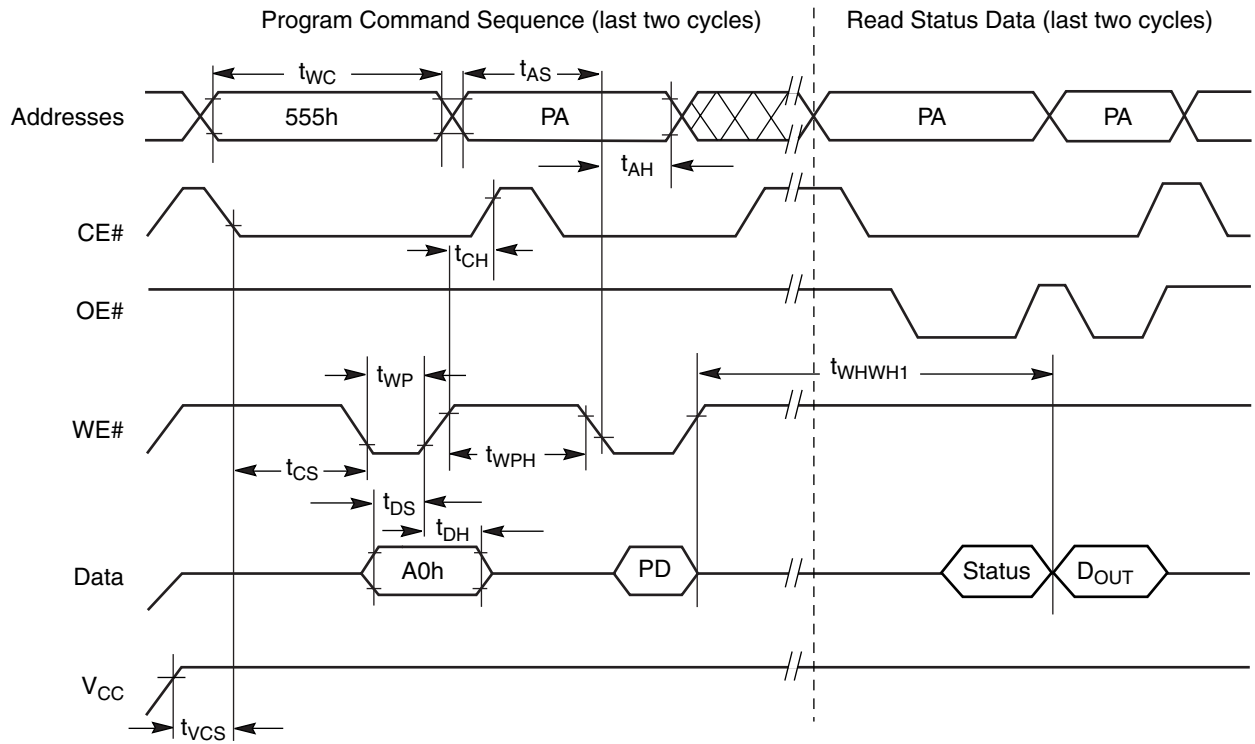 Program Command Sequence (last two cycles)
Read Status Data (last two cycles)
tWC
tAS
Addresses
555h
PA
PA
PA
tAH
CE#
tCH
OE#
tWP
tWHWH1
WE#
tCS
tWPH
tDS
tDH
Data
A0h
PD
Status
DOUT
VCC
tVCS